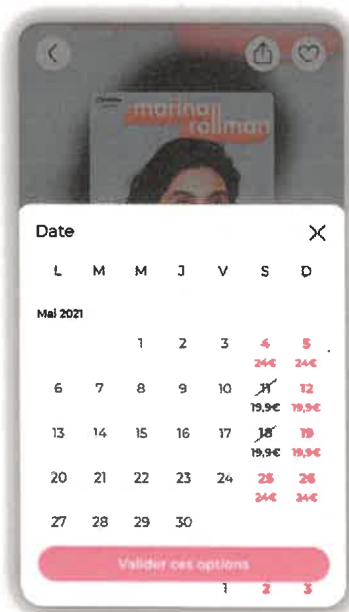 marina
rollman
Date
L M M J V S D
Mai 2021
1 2 3 4 5
24€ 24€
6 7 8 9 10 11 12
19,9€ 19,9€
13 14 15 16 17 18 19
19,9€ 19,9€
20 21 22 23 24 25 26
24€ 24€
27 28 29 30
Valider ces options
1 2 3